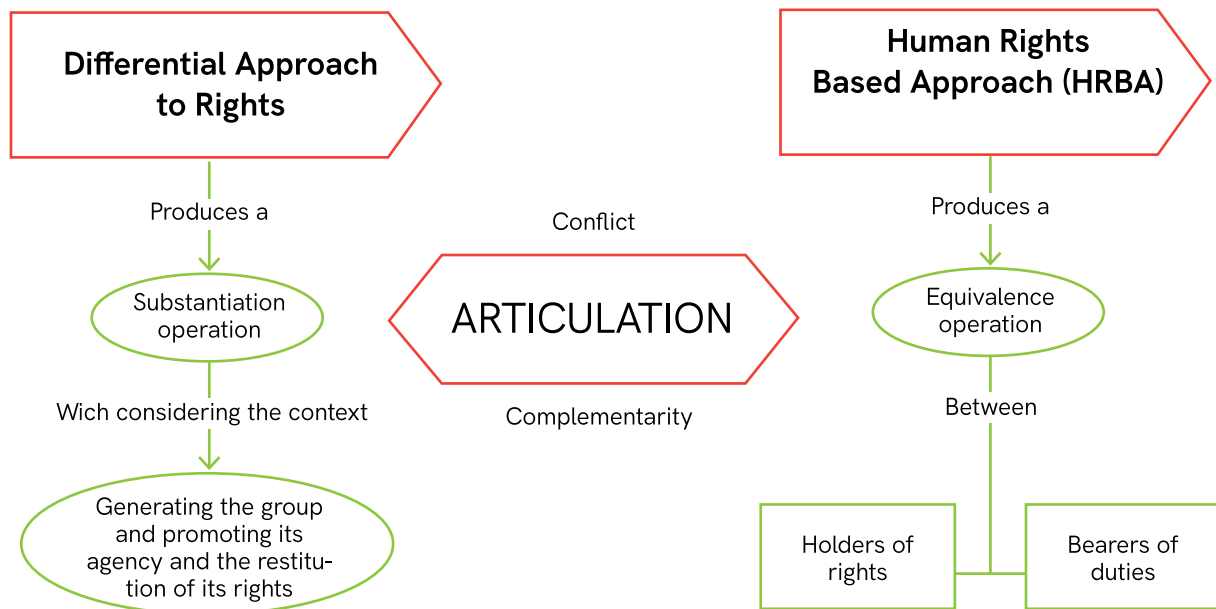 Differential Approach
to Rights
Produces a
Substantiation
operation
Wich considering the context
Generating the group
and promoting its
agency and the restitu-
tion of its rights
Conflict
ARTICULATION
Complementarity
Human Rights
Based Approach (HRBA)
Produces a
Equivalence
operation
Between
Holders of
rights
Bearers of
duties